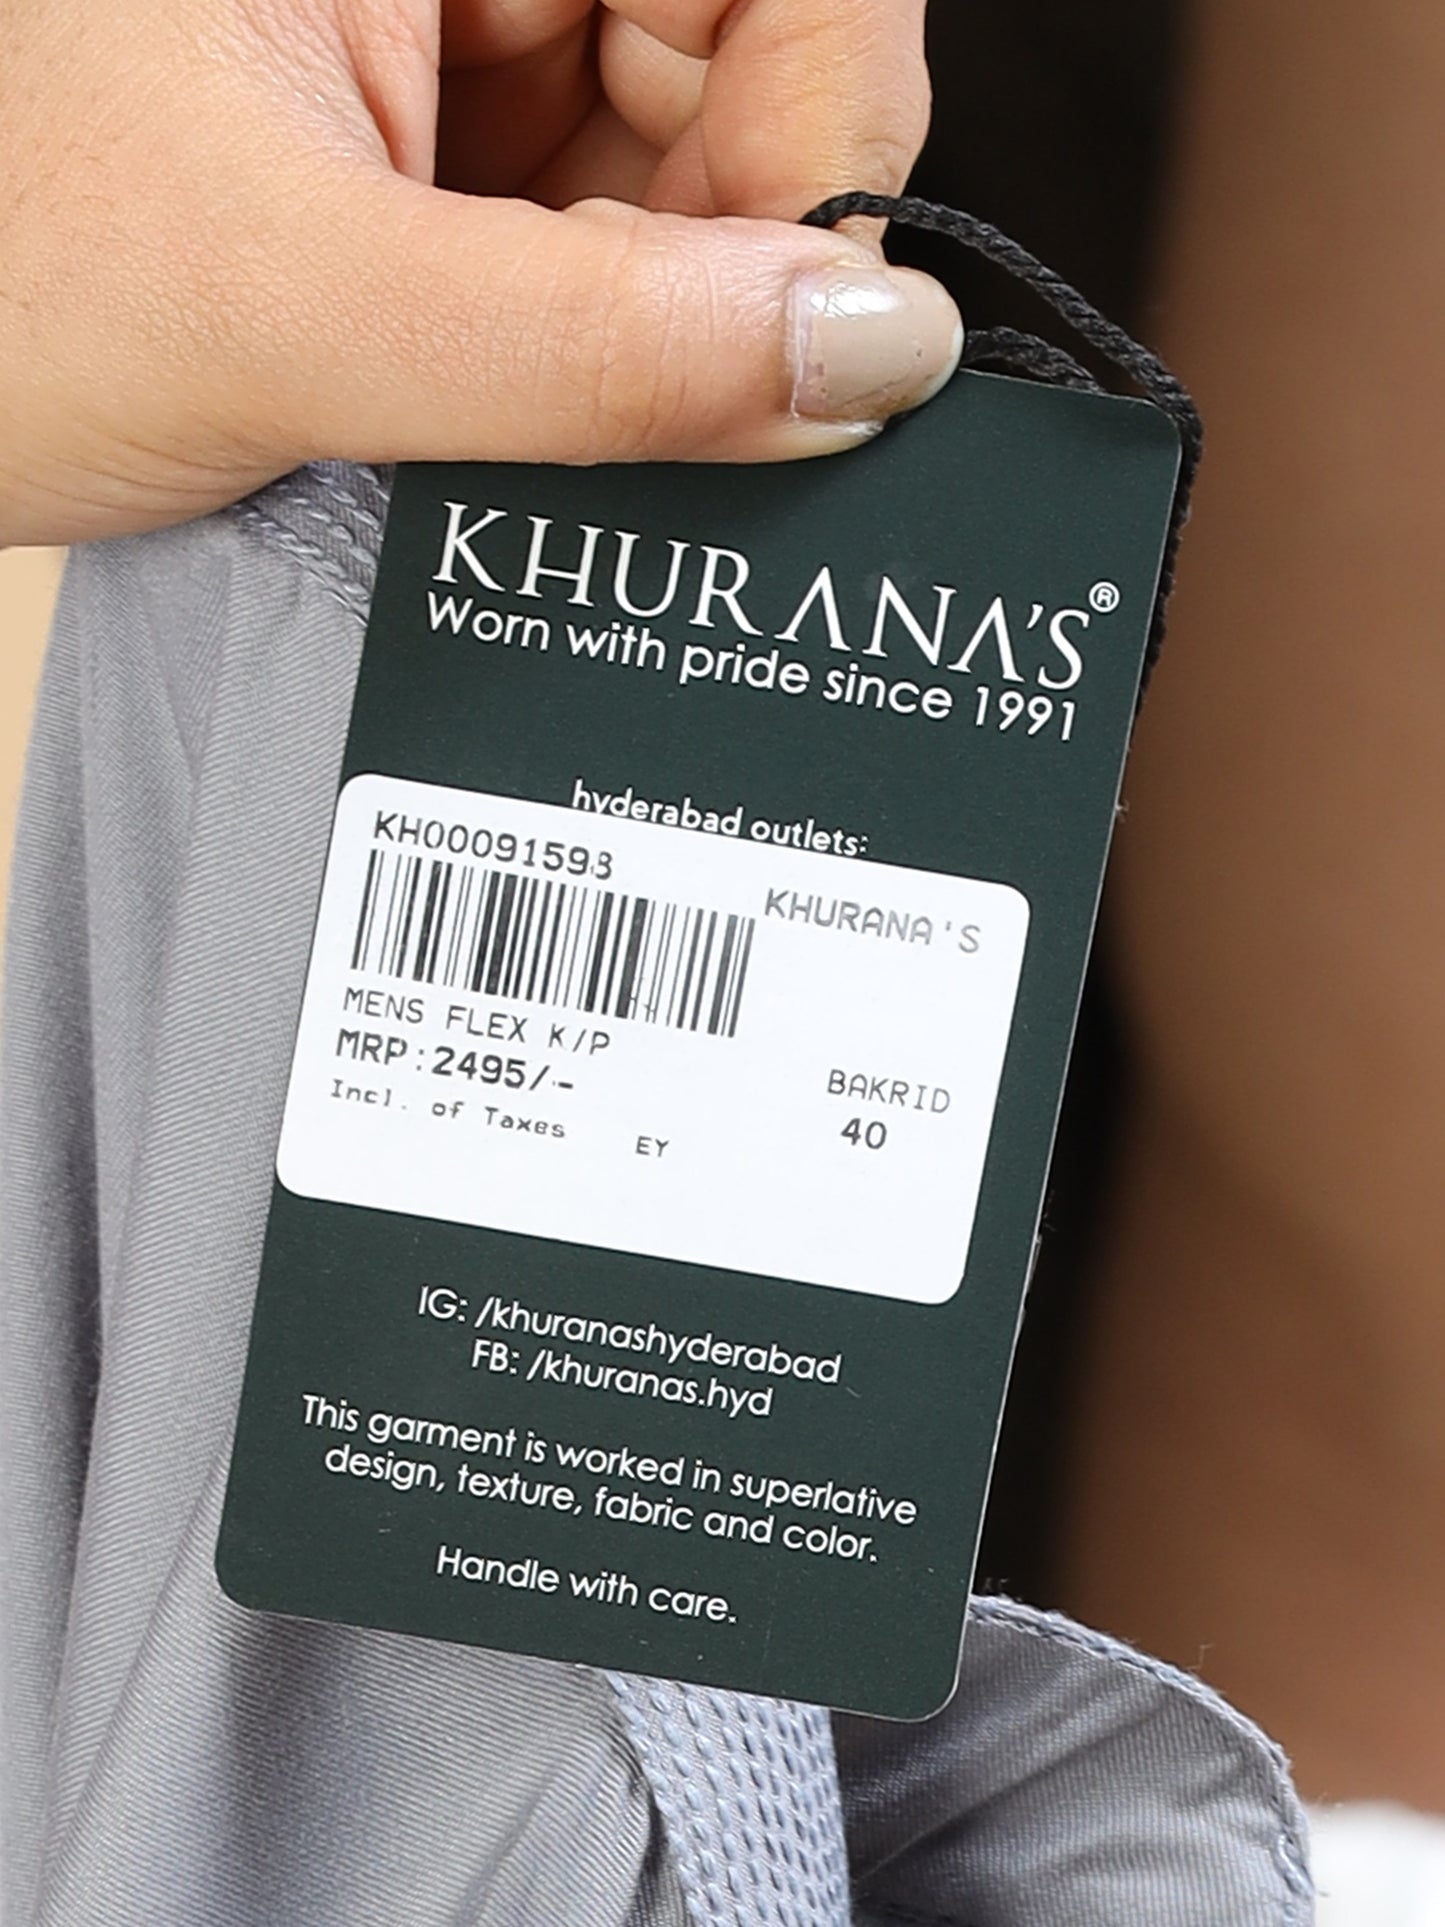 KHURANA'S®
Worn with pride since 1991
hyderabad outlets:
KH00091593
KHURANA'S
MENS FLEX K/P
MRP:2495/-
BAKRID
Incl. of Taxes
EY
40
IG: /khuranashyderabad
FB: /khuranas.hyd
This garment is worked in superlative
design, texture, fabric and color.
Handle with care.